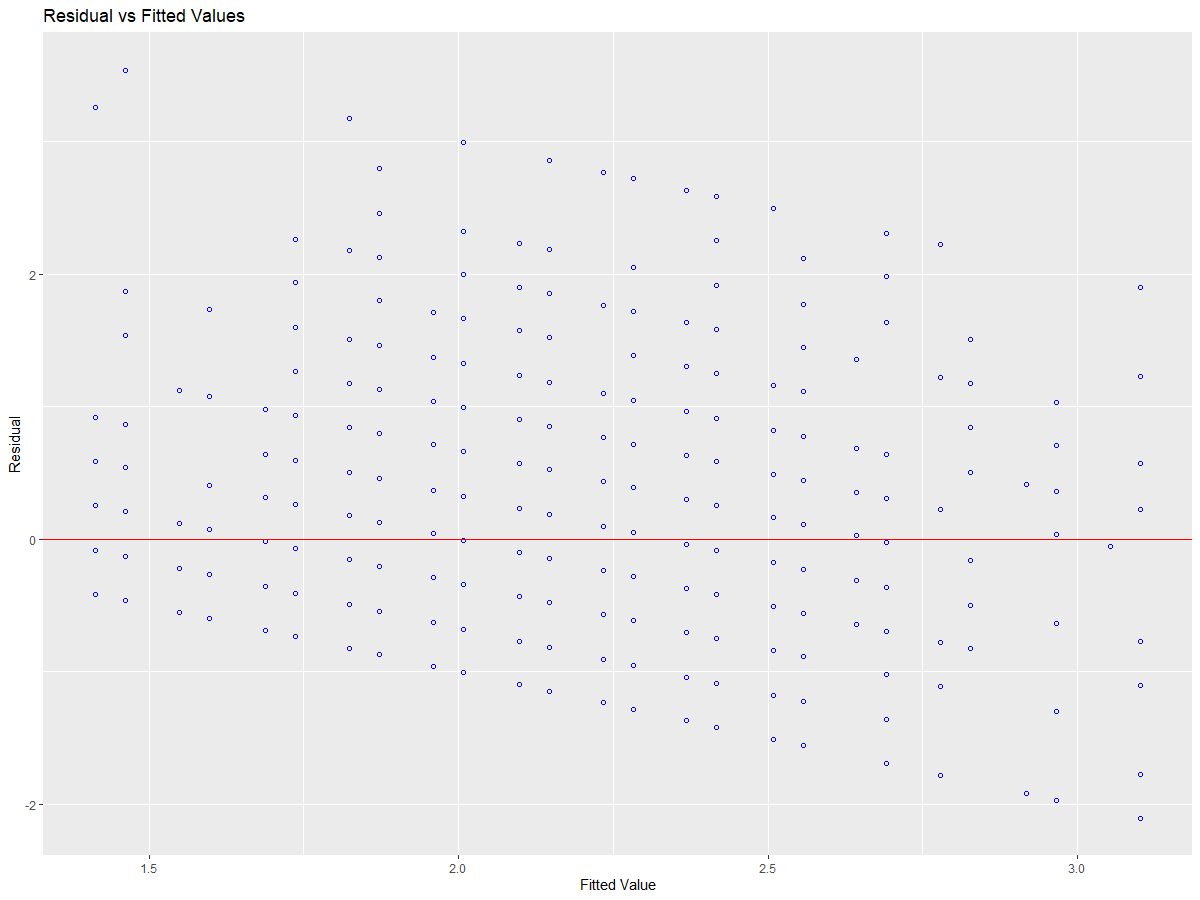 Residual vs Fitted Values
Residual
2
0
-2
1.5 2.0 2.5 3.0
Fitted Value